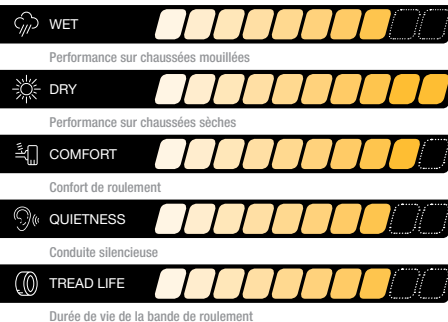 WET
Performance sur chaussées mouillées
DRY
Performance sur chaussées sèches
COMFORT
Confort de roulement
QUIETNESS
Conduite silencieuse
TREAD LIFE
Durée de vie de la bande de roulement